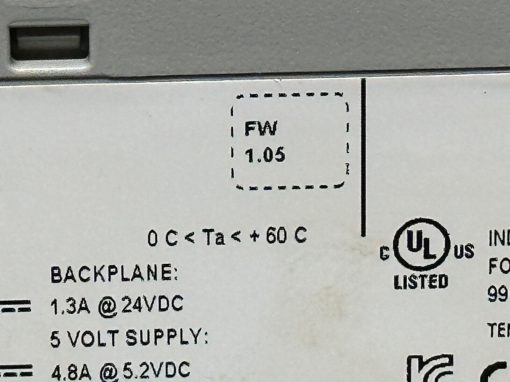 FW
1.05
0 C < Ta < + 60 C
BACKPLANE:
1.3A @ 24VDC
5 VOLT SUPPLY:
4.8A @ 5.2VDC
C UL US
LISTED
99